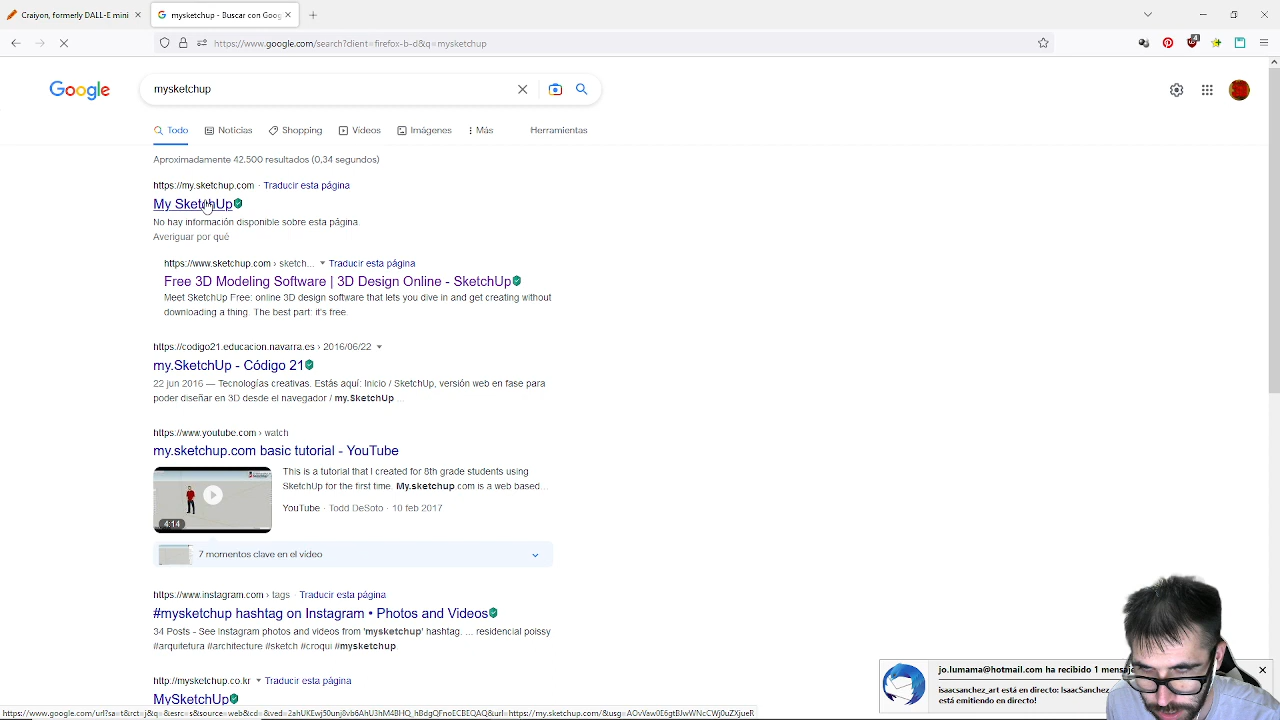 Craiyon, formerly DALL-E mini
mysketchup - Buscar con Goog
https://www.google.com/search?client=firefox-b-d&q=mysketchup
Google
mysketchup
Todo
Noticias
Shopping
Vídeos
Imágenes
Más
Herramientas
Aproximadamente 42.500 resultados (0,34 segundos)
https://my.sketchup.com · Traducir esta página
My SketchUp
No hay información disponible sobre esta página.
Averiguar por qué
https://www.sketchup.com › sketch... Traducir esta página
Free 3D Modeling Software | 3D Design Online - SketchUp
Meet SketchUp Free: online 3D design software that lets you dive in and get creating without
downloading a thing. The best part: it's free.
https://codigo21.educacion.navarra.es › 2016/06/22
my.SketchUp - Código 21
22 jun 2016 — Tecnologías creativas. Estás aquí: Inicio / SketchUp, versión web en fase para
poder diseñar en 3D desde el navegador / my.SketchUp ...
https://www.youtube.com › watch
my.sketchup.com basic tutorial - YouTube
This is a tutorial that I created for 8th grade students using
SketchUp for the first time. My.sketchup.com is a web based...
YouTube · Todd DeSoto · 10 feb 2017
4:14
7 momentos clave en el vídeo
https://www.instagram.com › tags · Traducir esta página
#mysketchup hashtag on Instagram • Photos and Videos
34 Posts - See Instagram photos and videos from 'mysketchup' hashtag. ... residencial poissy
#arquitetura #architecture #sketch #croqui #mysketchup
http://mysketchup.co.kr Traducir esta página
MySketchUp
jo.lumama@hotmail.com ha recibido 1 mensaje
isaacsanchez_art está en directo: IsaacSanchez
está emitiendo en directo!